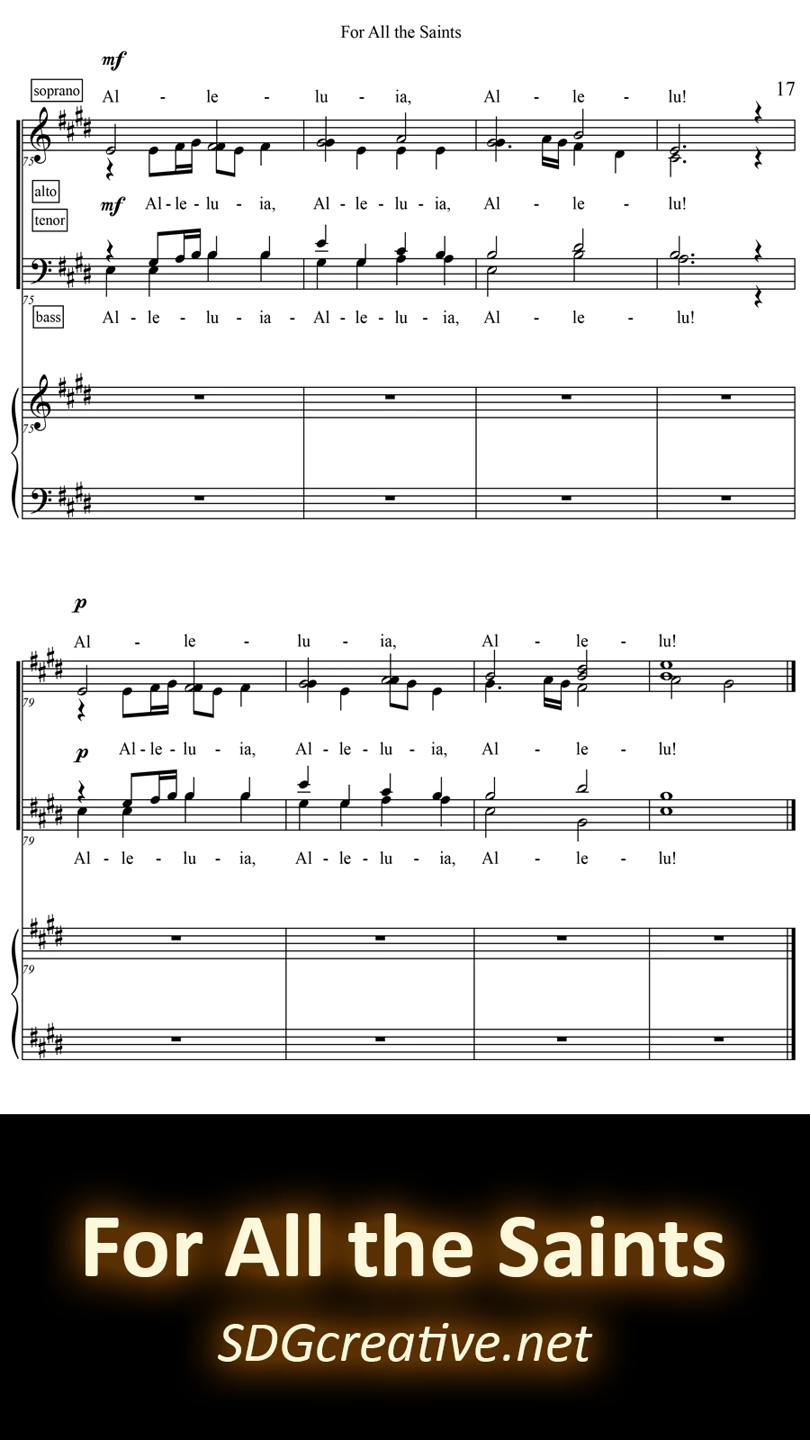 For All the Saints
mf
soprano Al - le - lu - ia, Al - le - lu! 17
75
alto
mf Al - le - lu - ia, Al - le - lu - ia, Al - le - lu!
tenor
75
bass Al - le - lu - ia - Al - le - lu - ia, Al - le - lu!
75
p
Al - le - lu - ia, Al - le - lu!
79
p Al - le - lu - ia, Al - le - lu - ia, Al - le - lu!
79
Al - le - lu - ia, Al - le - lu - ia, Al - le - lu!
79
For All the Saints
SDGcreative.net